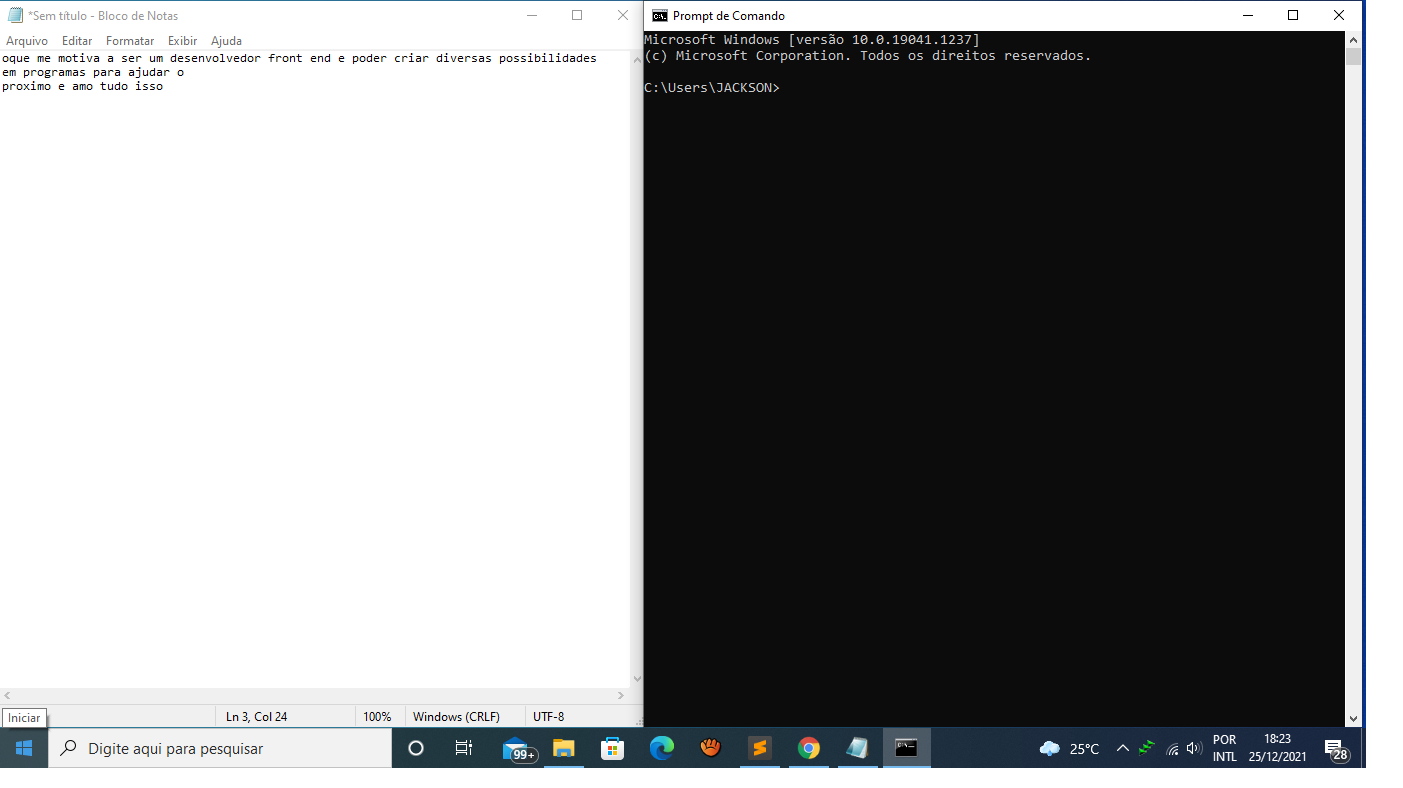 *Sem título - Bloco de Notas
Arquivo Editar Formatar Exibir Ajuda
oque me motiva a ser um desenvolvedor front end e poder criar diversas possibilidades
em programas para ajudar o
proximo e amo tudo isso
Ln 3, Col 24 100% Windows (CRLF) UTF-8
Iniciar
Prompt de Comando
Microsoft Windows [versão 10.0.19041.1237]
(c) Microsoft Corporation. Todos os direitos reservados.
C:\Users\JACKSON>
Digite aqui para pesquisar
99+
25°C
POR
INTL
18:23
25/12/2021
28